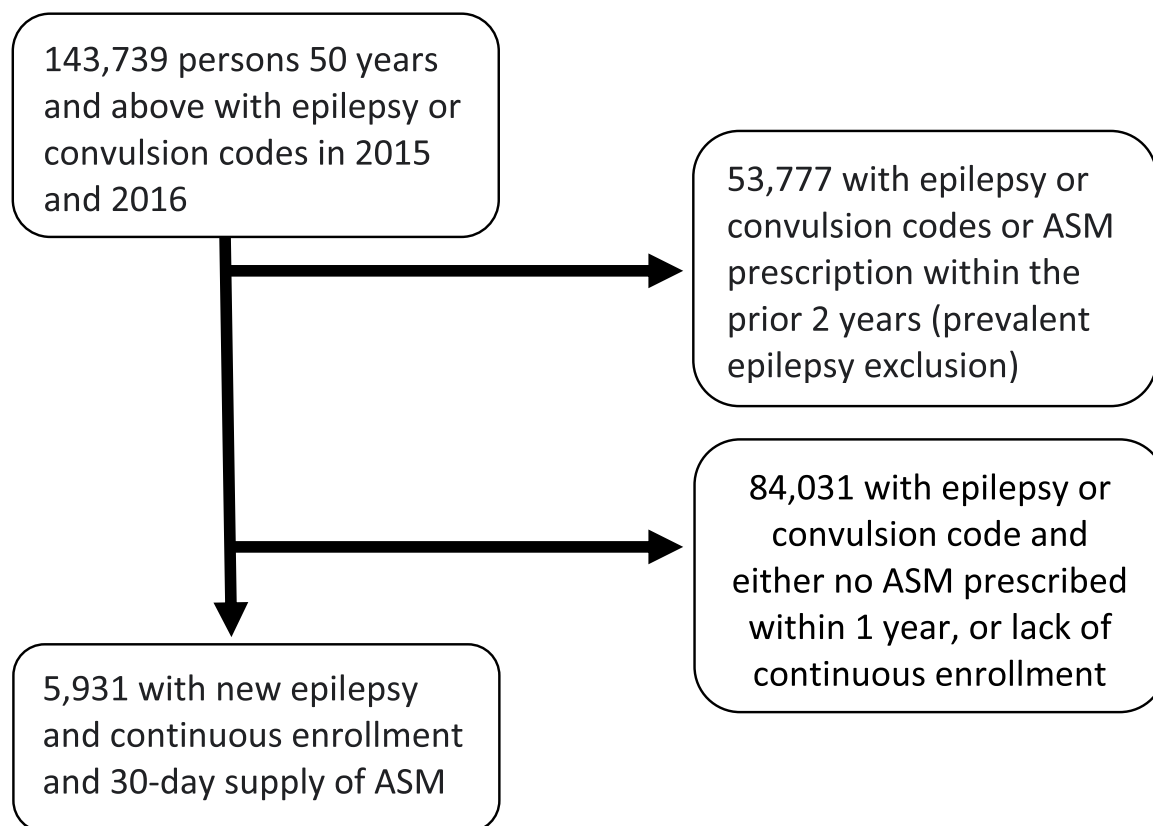 143,739 persons 50 years
and above with epilepsy or
convulsion codes in 2015
and 2016
53,777 with epilepsy or
convulsion codes or ASM
prescription within the
prior 2 years (prevalent
epilepsy exclusion)
84,031 with epilepsy or
convulsion code and
either no ASM prescribed
within 1 year, or lack of
continuous enrollment
5,931 with new epilepsy
and continuous enrollment
and 30-day supply of ASM